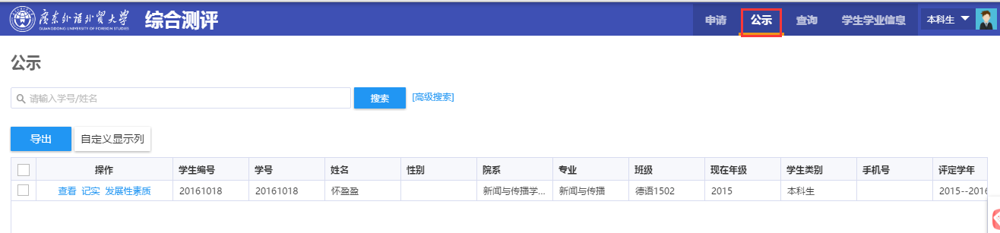 廣東外語外貿大學 综合测评 申请 公示 查询 学生学业信息 本科生
GUANGDONG UNIVERSITY OF FOREIGN STUDIES
公示
请输入学号/姓名 搜索 [高级搜索]
导出 自定义显示列
操作 学生编号 学号 姓名 性别 院系 专业 班级 现在年级 学生类别 手机号 评定学年
查看 记实 发展性素质 20161018 20161018 怀盈盈 新闻与传播学... 新闻与传播 德语1502 2015 本科生 2015--2016